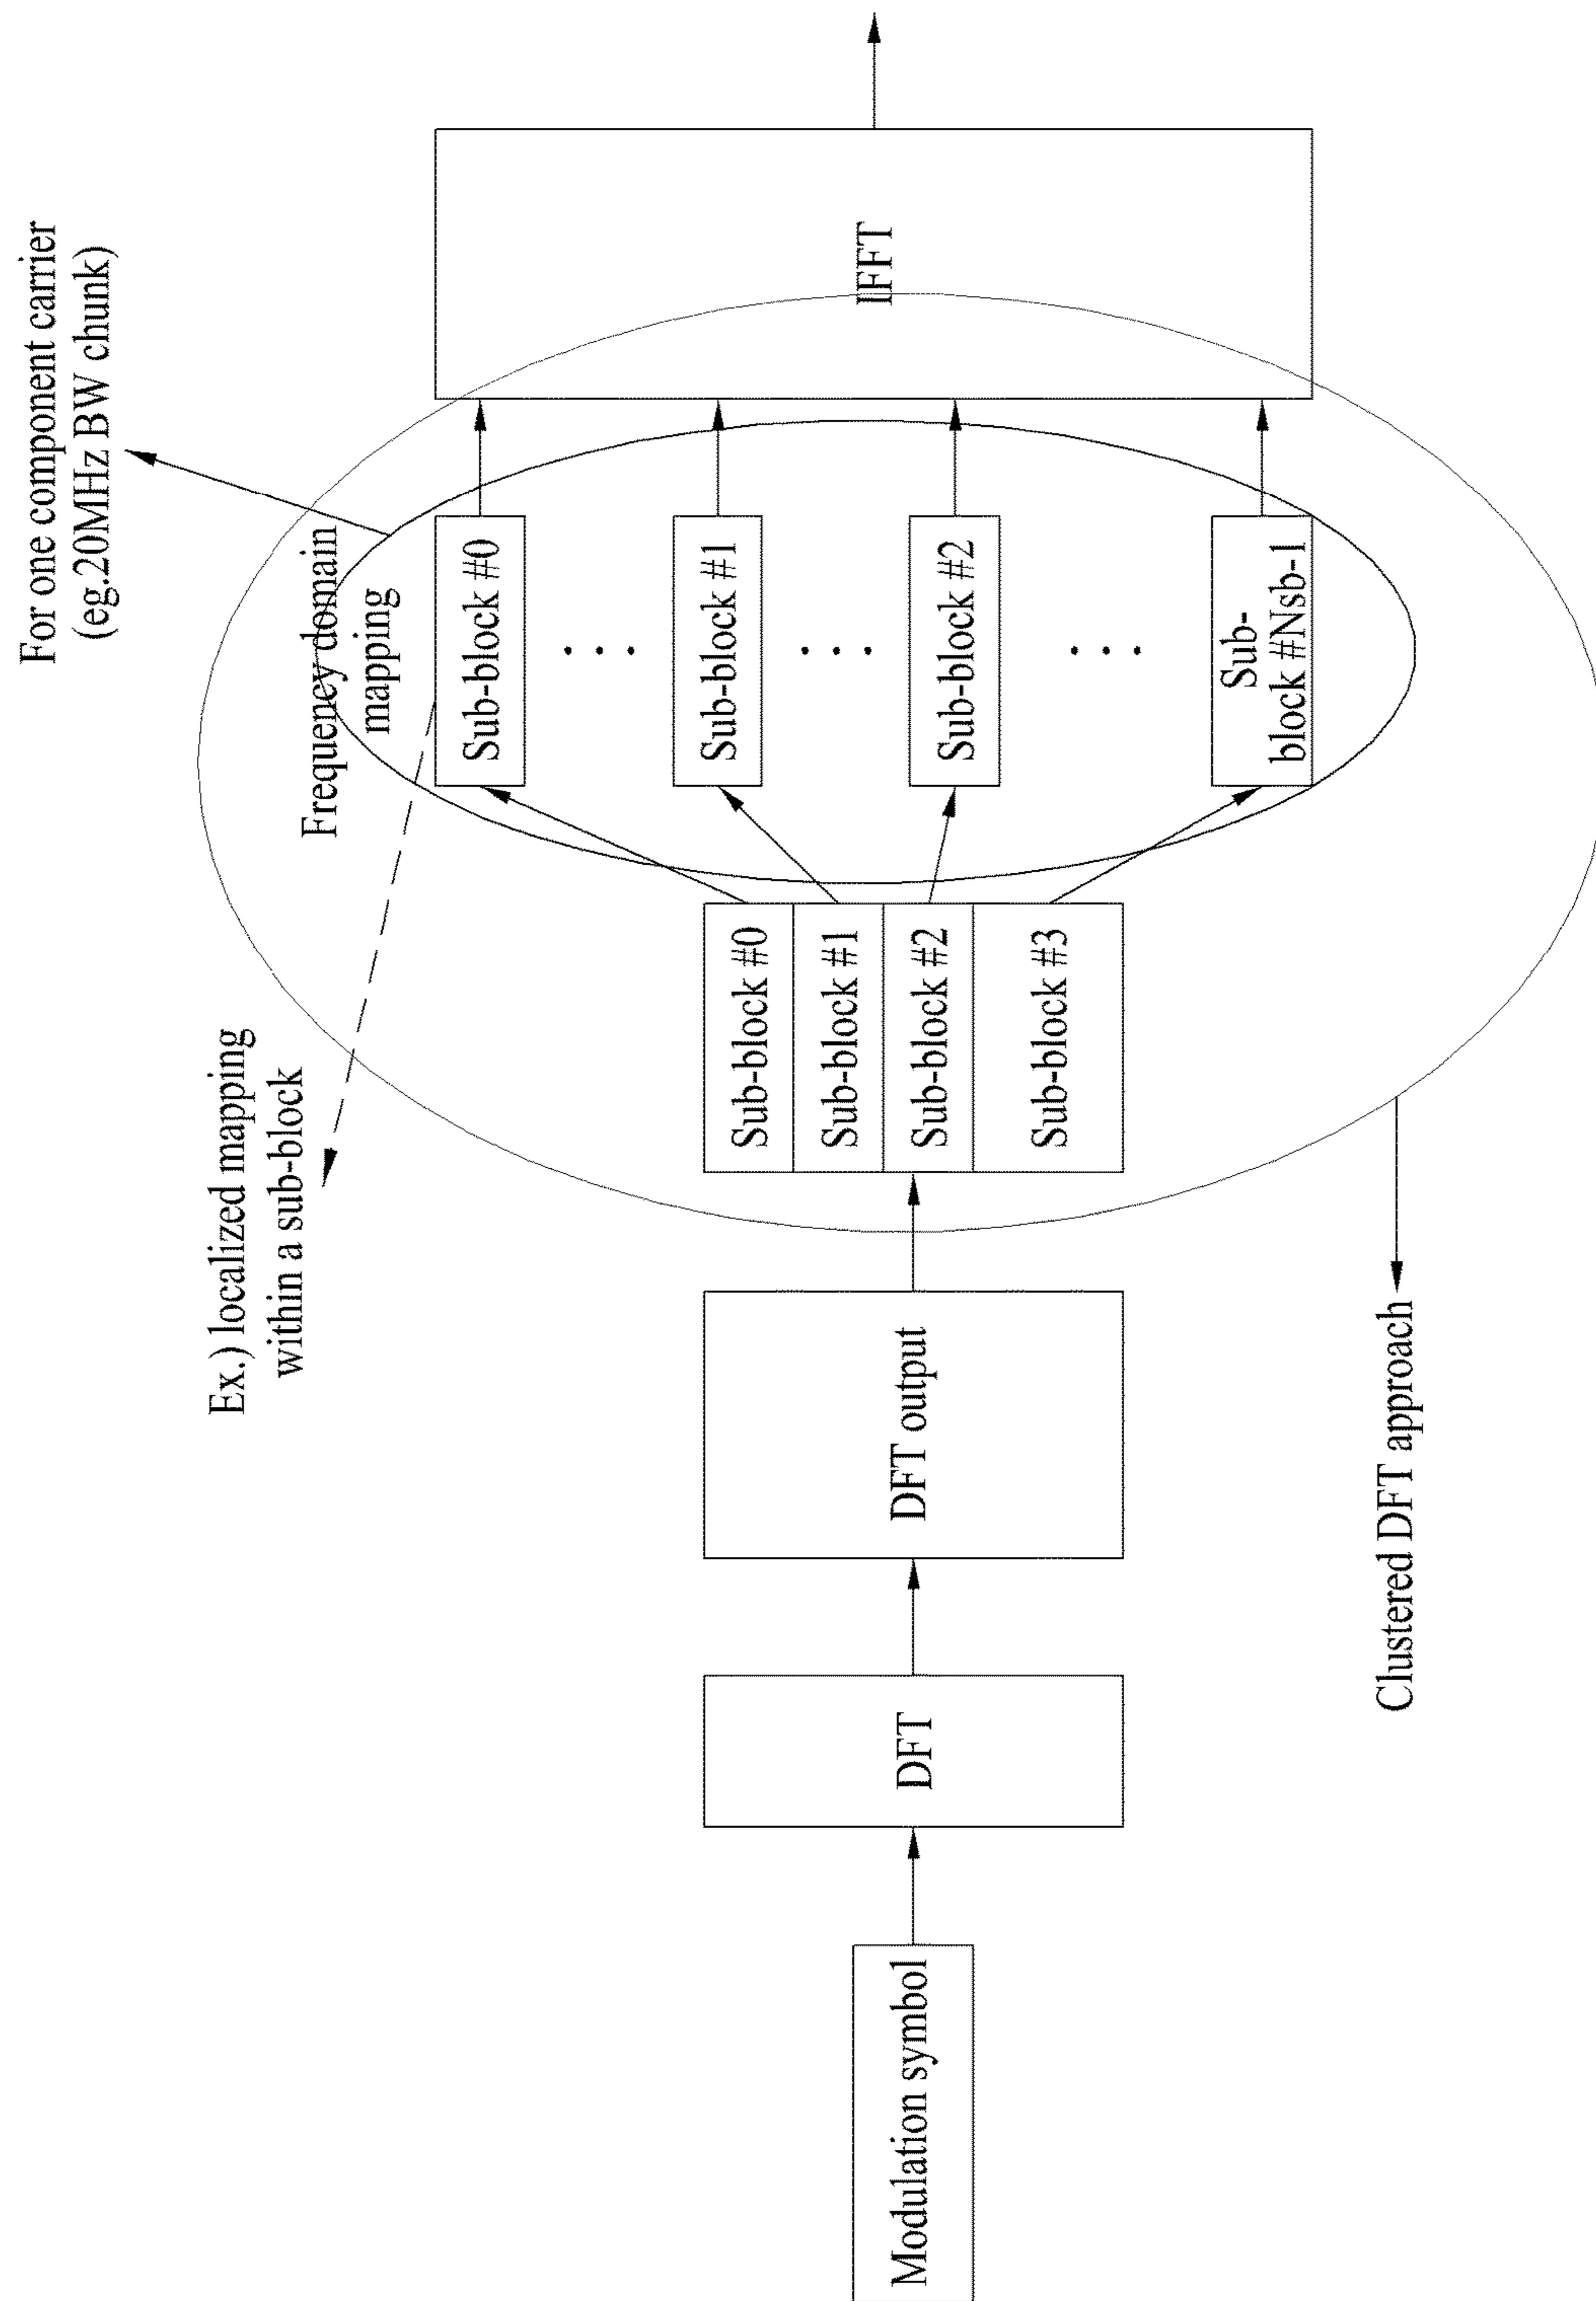 For one component carrier
(eg.20MHz BW chunk)
Ex.) localized mapping
within a sub-block
Frequency domain
mapping
Modulation symbol
DFT
DFT output
Sub-block #0
Sub-block #1
Sub-block #2
Sub-block #3
Sub-block #0
Sub-block #1
Sub-block #2
Sub-
block #Nsb-1
IFFT
Clustered DFT approach